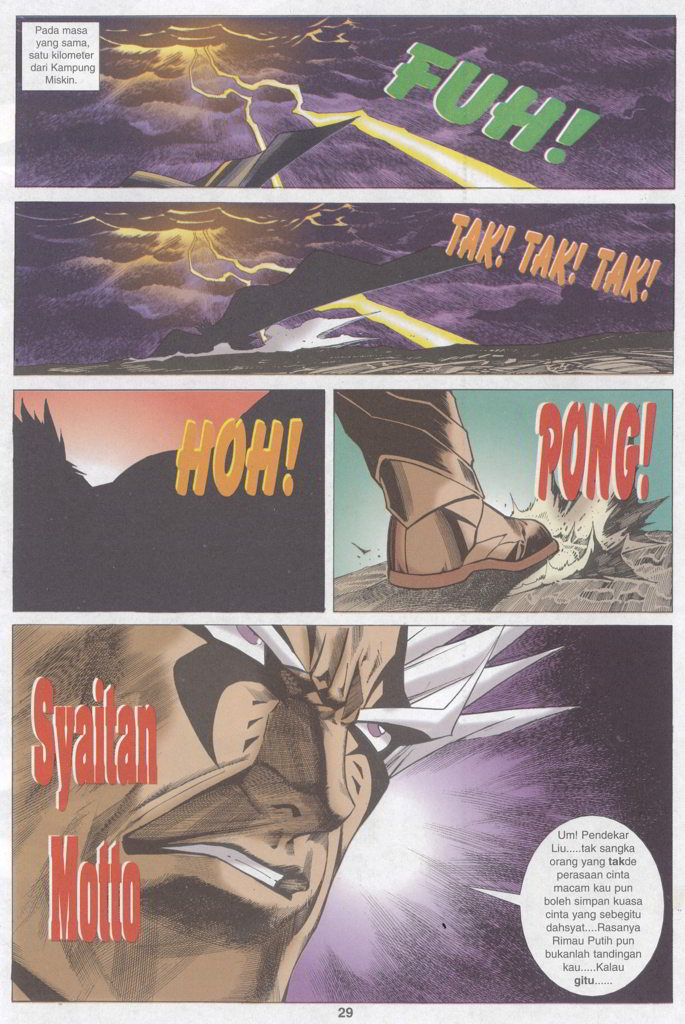 Pada masa
yang sama,
satu kilometer
dari Kampung
Miskin.
FUH!
TAK! TAK! TAK!
HOH!
PONG!
Syaitan
Motto
Um! Pendekar
Liu.....tak sangka
orang yang takde
perasaan cinta
macam kau pun
boleh simpan kuasa
cinta yang sebegitu
dahsyat....Rasanya
Rimau Putih pun
bukanlah tandingan
kau.....Kalau
gitu......
29